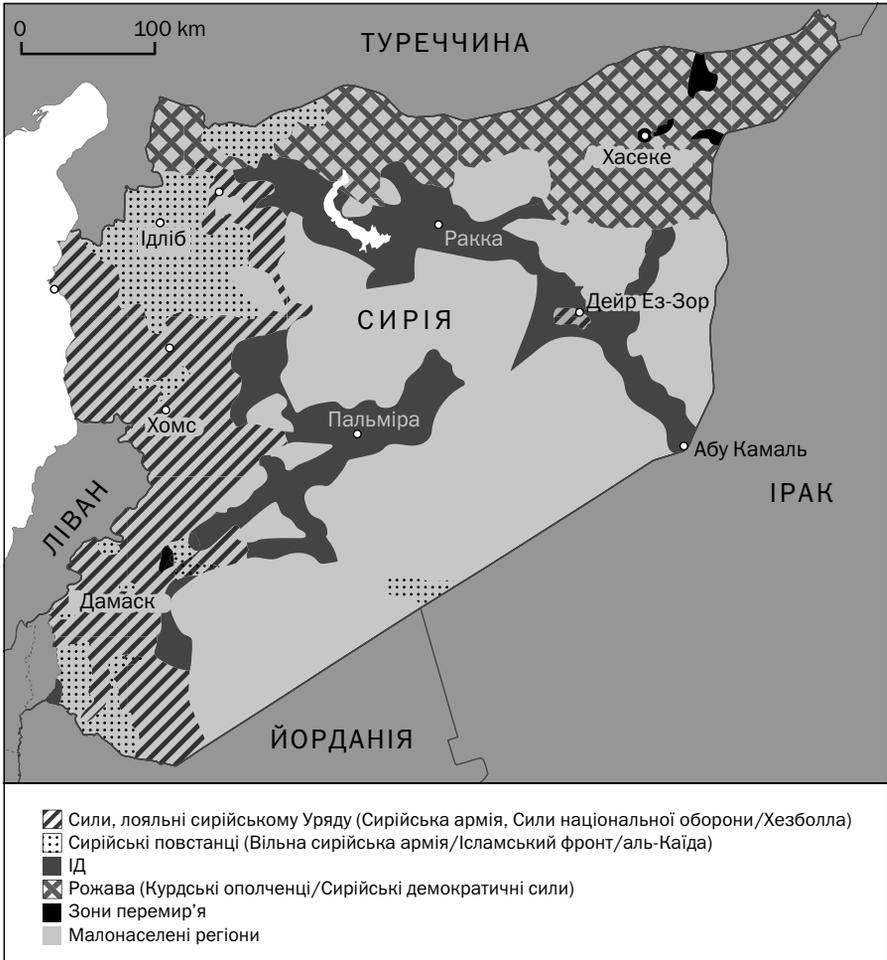 0 100 km
ТУРЕЧЧИНА
Хасеке
Ідліб
Ракка
Дейр Ез-Зор
СИРІЯ
Пальміра
Хомс
Абу Камаль
ІРАК
ЛІВАН
Дамаск
ЙОРДАНІЯ
Сили, лояльні сирійському Уряду (Сирійська армія, Сили національної оборони/Хезболла)
Сирійські повстанці (Вільна сирійська армія/Ісламський фронт/аль-Каїда)
ІД
Рожава (Курдські ополченці/Сирійські демократичні сили)
Зони перемир’я
Малонаселені регіони